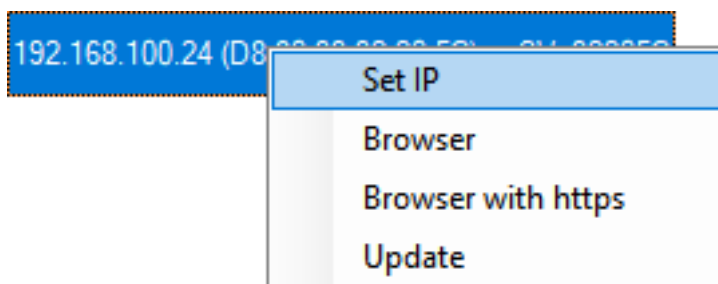 192.168.100.24 (D8
Set IP
Browser
Browser with https
Update